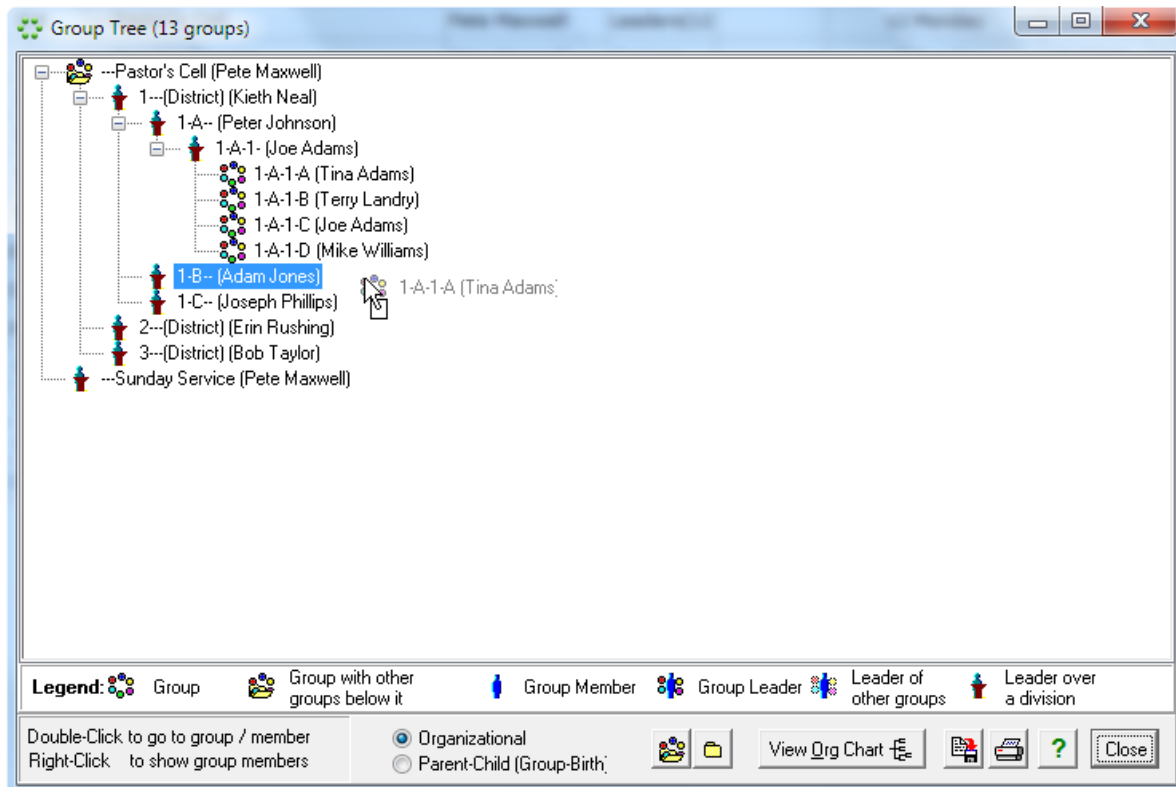 Group Tree (13 groups)
---Pastor's Cell (Pete Maxwell)
1---(District) (Kieth Neal)
1-A-- (Peter Johnson)
1-A-1- (Joe Adams)
1-A-1-A (Tina Adams)
1-A-1-B (Terry Landry)
1-A-1-C (Joe Adams)
1-A-1-D (Mike Williams)
1-B-- (Adam Jones)
1-A-1-A (Tina Adams)
1-C-- (Joseph Phillips)
2---(District) (Erin Rushing)
3---(District) (Bob Taylor)
---Sunday Service (Pete Maxwell)
Legend: Group
Group with other
groups below it
Group Member
Group Leader
Leader of
other groups
Leader over
a division
Double-Click to go to group / member
Right-Click to show group members
Organizational
Parent-Child (Group-Birth)
View Org Chart
?
Close